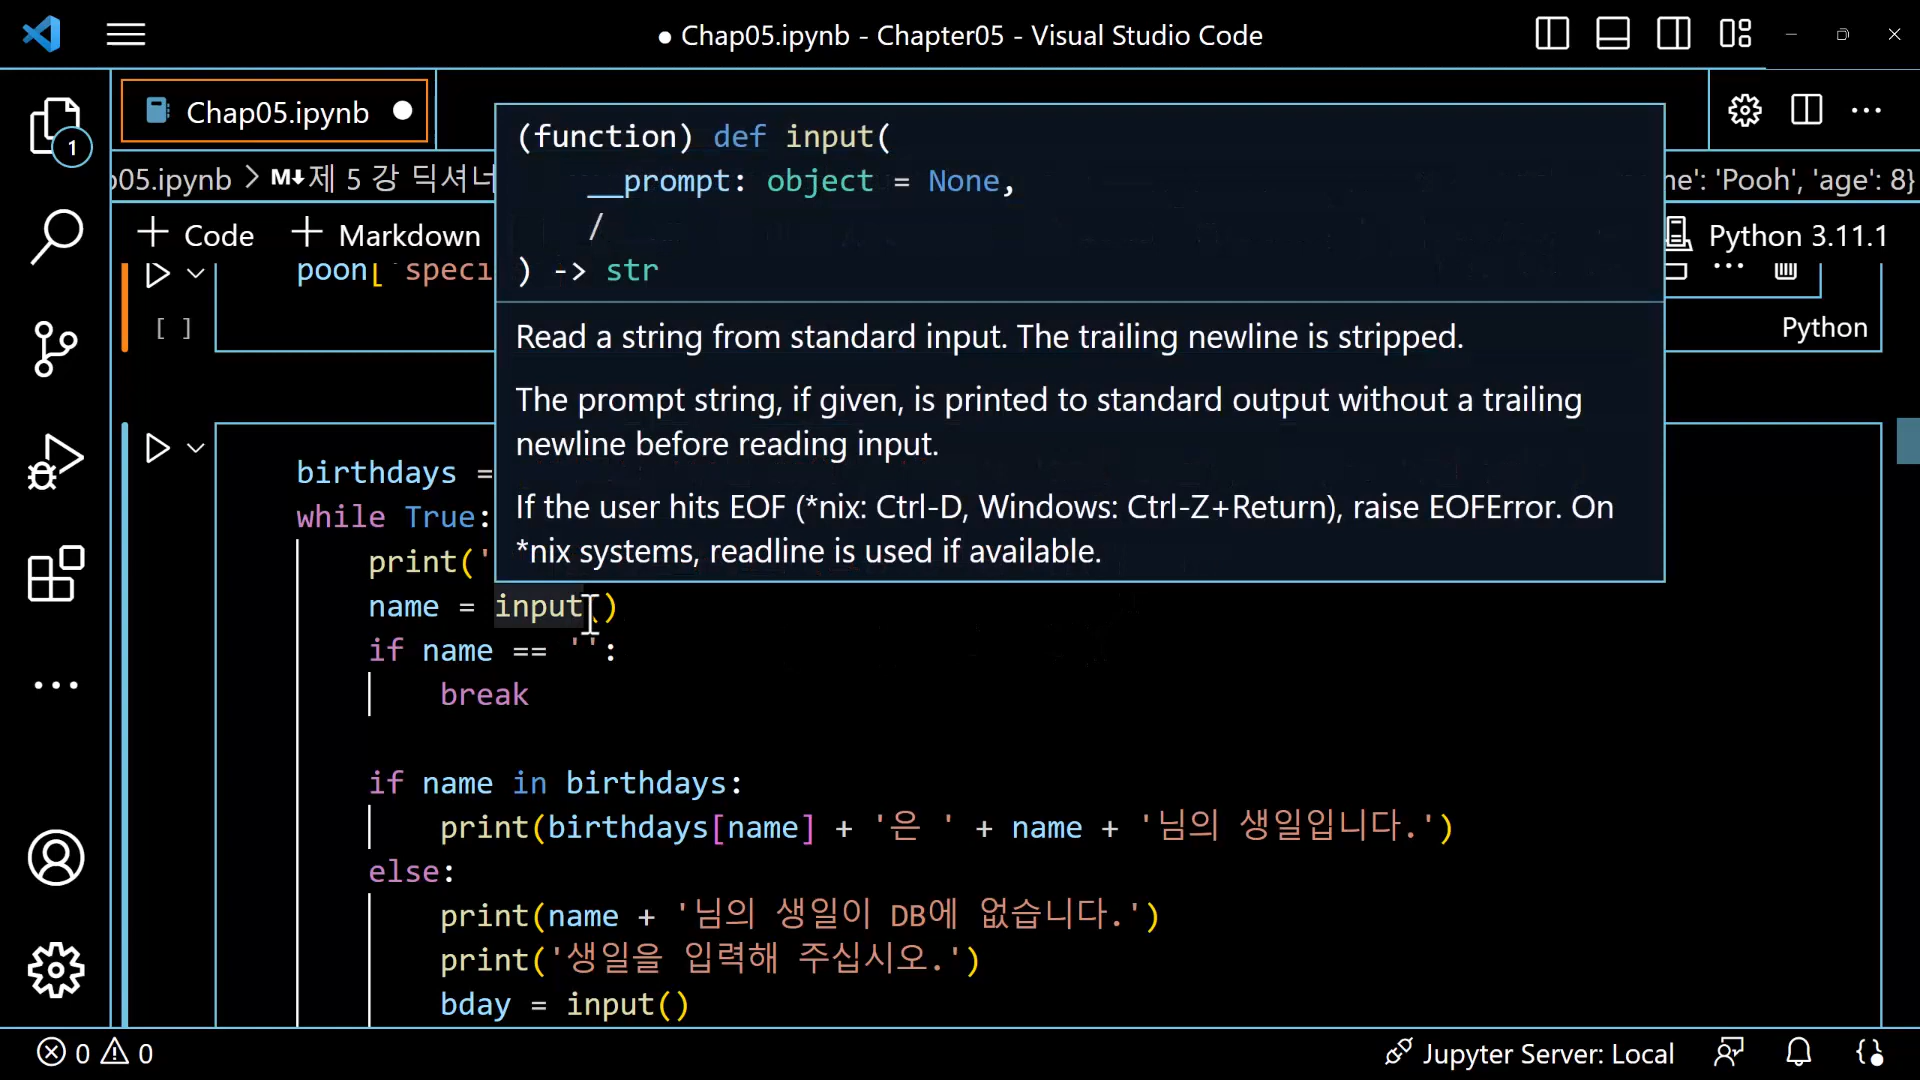 ● Chap05.ipynb - Chapter05 - Visual Studio Code
Chap05.ipynb ●
05.ipynb > M↓ 제 5 강 딕셔너
'Pooh', 'age': 8}
+ Code + Markdown
Python 3.11.1
1
(function) def input(
__prompt: object = None,
/
) -> str
Read a string from standard input. The trailing newline is stripped.
The prompt string, if given, is printed to standard output without a trailing
newline before reading input.
If the user hits EOF (*nix: Ctrl-D, Windows: Ctrl-Z+Return), raise EOFError. On
*nix systems, readline is used if available.
poon['speci
[ ]
Python
birthdays =
while True:
print('
name = input()
if name == '':
break
if name in birthdays:
print(birthdays[name] + '은 ' + name + '님의 생일입니다.')
else:
print(name + '님의 생일이 DB에 없습니다.')
print('생일을 입력해 주십시오.')
bday = input()
0 0
Jupyter Server: Local